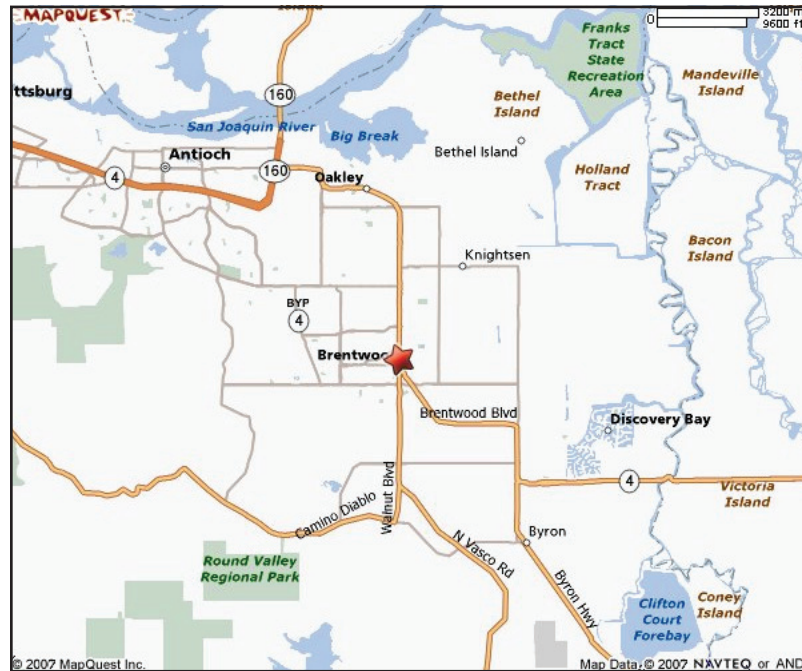 MAPQUEST
0
3200 m
9600 ft
Island
160
Franks
Tract
State
Recreation
Area
Mandeville
Island
ttsburg
San Joaquin River
Big Break
Bethel
Island
Bethel Island
Antioch
4
160
Oakley
Holland
Tract
Bacon
Island
Knightsen
BYP
4
Brentwoo
Brentwood Blvd
Discovery Bay
4
Victoria
Island
Walnut Blvd
Camino Diablo
N Vasco Rd
Byron
Round Valley
Regional Park
Byron Hwy
Clifton
Court
Forebay
Coney
Island
© 2007 MapQuest Inc.
Map Data © 2007 NAVTEQ or AND